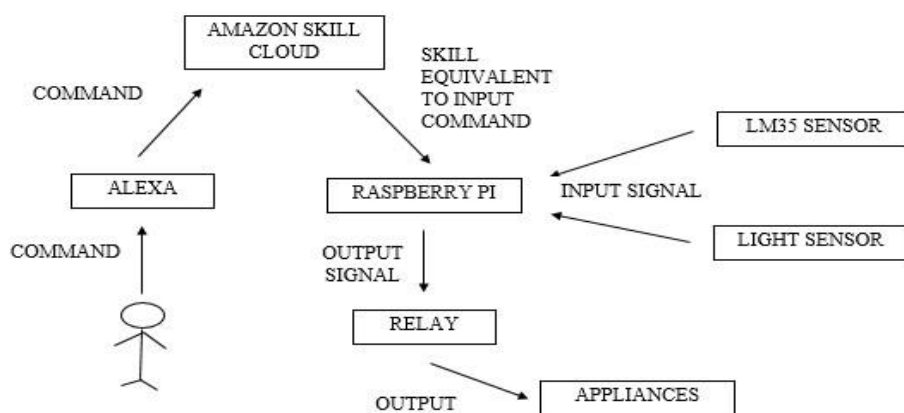 AMAZON SKILL
CLOUD
COMMAND
SKILL
EQUIVALENT
TO INPUT
COMMAND
LM35 SENSOR
ALEXA
RASPBERRY PI
INPUT SIGNAL
COMMAND
OUTPUT
SIGNAL
LIGHT SENSOR
RELAY
OUTPUT
APPLIANCES